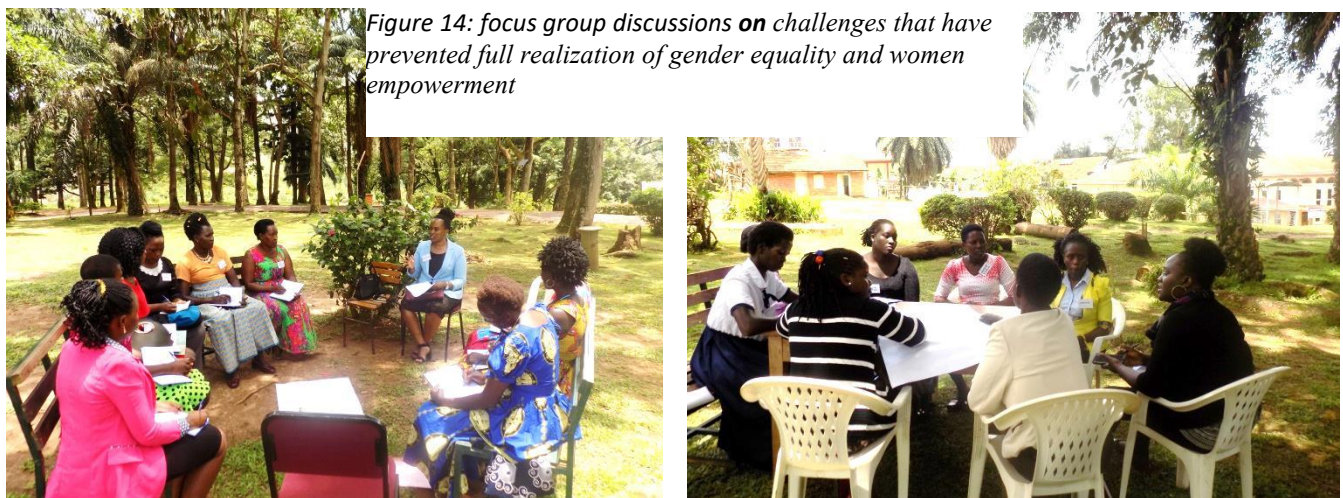 Figure 14: focus group discussions on challenges that have
prevented full realization of gender equality and women
empowerment